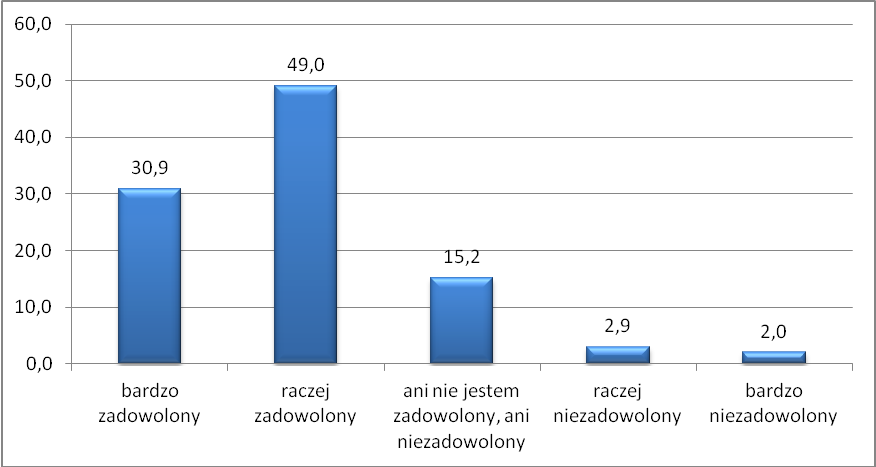 60,0
50,0
40,0
30,0
20,0
10,0
0,0
30,9
49,0
15,2
2,9
2,0
bardzo
zadowolony
raczej
zadowolony
ani nie jestem
zadowolony, ani
niezadowolony
raczej
niezadowolony
bardzo
niezadowolony